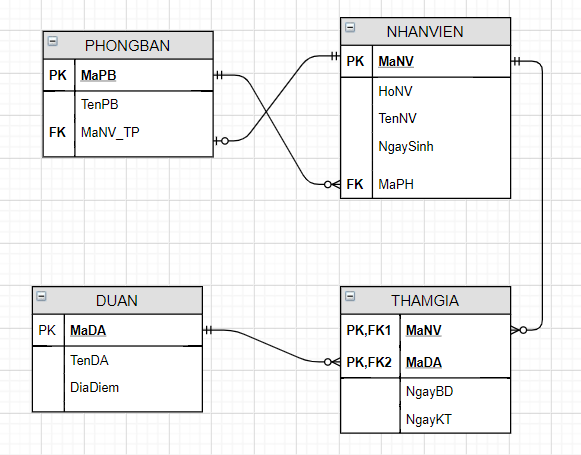 PHONGBAN
PK MaPB
TenPB
FK MaNV_TP
NHANVIEN
PK MaNV
HoNV
TenNV
NgaySinh
FK MaPH
DUAN
PK MaDA
TenDA
DiaDiem
THAMGIA
PK,FK1 MaNV
PK,FK2 MaDA
NgayBD
NgayKT